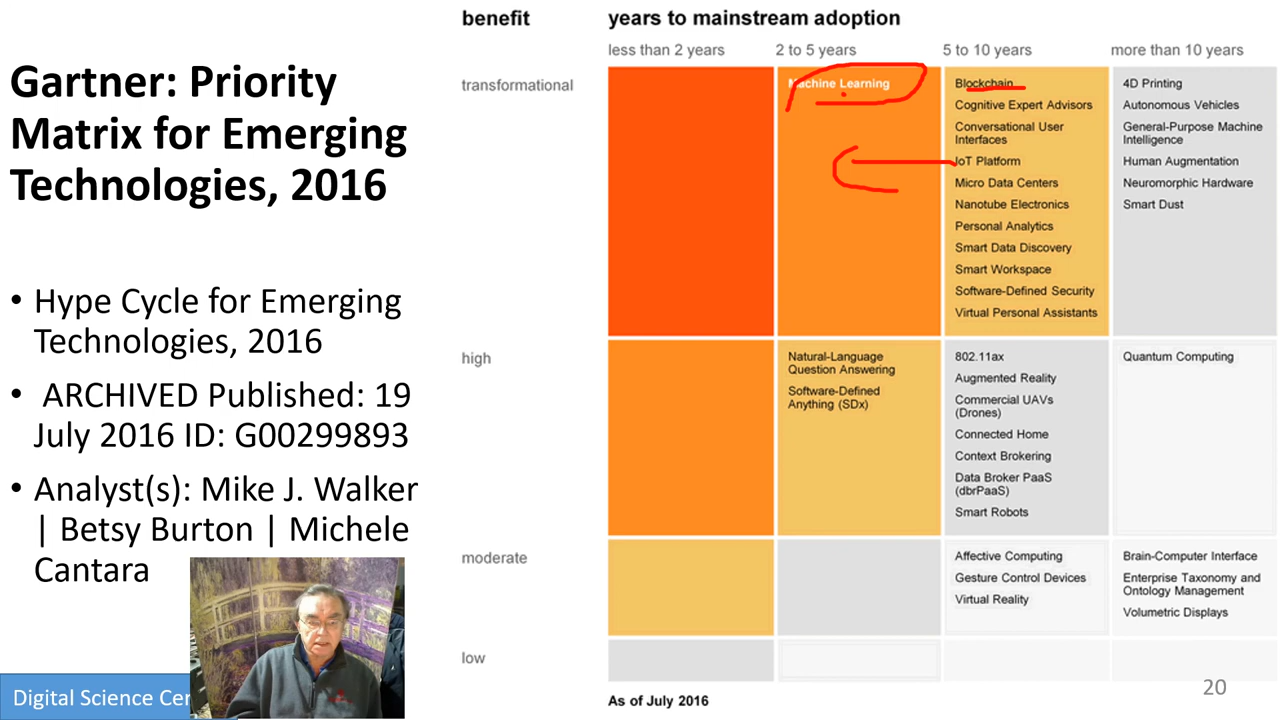 Gartner: Priority
Matrix for Emerging
Technologies, 2016
• Hype Cycle for Emerging
Technologies, 2016
• ARCHIVED Published: 19
July 2016 ID: G00299893
• Analyst(s): Mike J. Walker
| Betsy Burton | Michele
Cantara
Digital Science Cen
benefit
years to mainstream adoption
less than 2 years
2 to 5 years
5 to 10 years
more than 10 years
transformational
Machine Learning
Blockchain
Cognitive Expert Advisors
Conversational User
Interfaces
IoT Platform
Micro Data Centers
Nanotube Electronics
Personal Analytics
Smart Data Discovery
Smart Workspace
Software-Defined Security
Virtual Personal Assistants
4D Printing
Autonomous Vehicles
General-Purpose Machine
Intelligence
Human Augmentation
Neuromorphic Hardware
Smart Dust
high
Natural-Language
Question Answering
Software-Defined
Anything (SDx)
802.11ax
Augmented Reality
Commercial UAVs
(Drones)
Connected Home
Context Brokering
Data Broker PaaS
(dbrPaaS)
Smart Robots
Quantum Computing
moderate
Affective Computing
Gesture Control Devices
Virtual Reality
Brain-Computer Interface
Enterprise Taxonomy and
Ontology Management
Volumetric Displays
low
As of July 2016
20